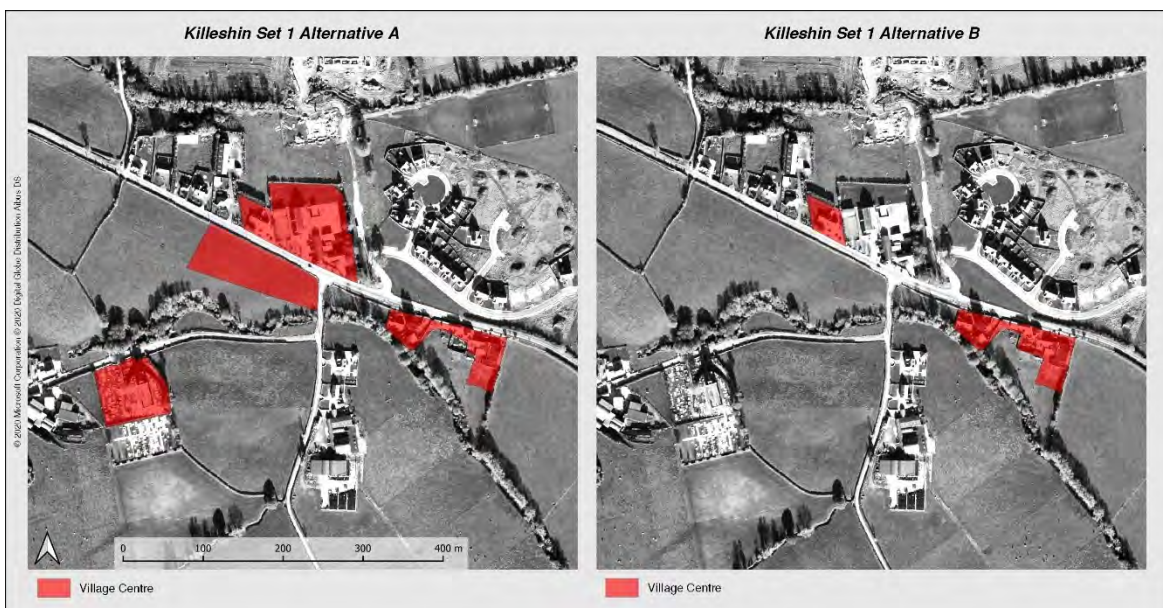 Killeshin Set 1 Alternative A
Killeshin Set 1 Alternative B
© 2020 Microsoft Corporation © 2020 Digital Globe Distribution Aibus DS
0 100 200 300 400 m
Village Centre
Village Centre